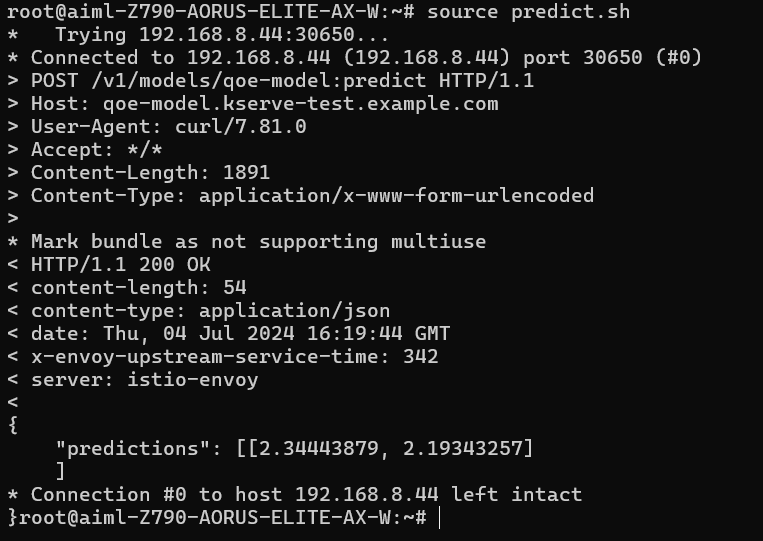 root@aiml-Z790-AORUS-ELITE-AX-W:~# source predict.sh
*   Trying 192.168.8.44:30650...
* Connected to 192.168.8.44 (192.168.8.44) port 30650 (#0)
> POST /v1/models/qoe-model:predict HTTP/1.1
> Host: qoe-model.kserve-test.example.com
> User-Agent: curl/7.81.0
> Accept: */*
> Content-Length: 1891
> Content-Type: application/x-www-form-urlencoded
>
* Mark bundle as not supporting multiuse
< HTTP/1.1 200 OK
< content-length: 54
< content-type: application/json
< date: Thu, 04 Jul 2024 16:19:44 GMT
< x-envoy-upstream-service-time: 342
< server: istio-envoy
<
{
    "predictions": [[2.34443879, 2.19343257]
    ]
* Connection #0 to host 192.168.8.44 left intact
}root@aiml-Z790-AORUS-ELITE-AX-W:~#